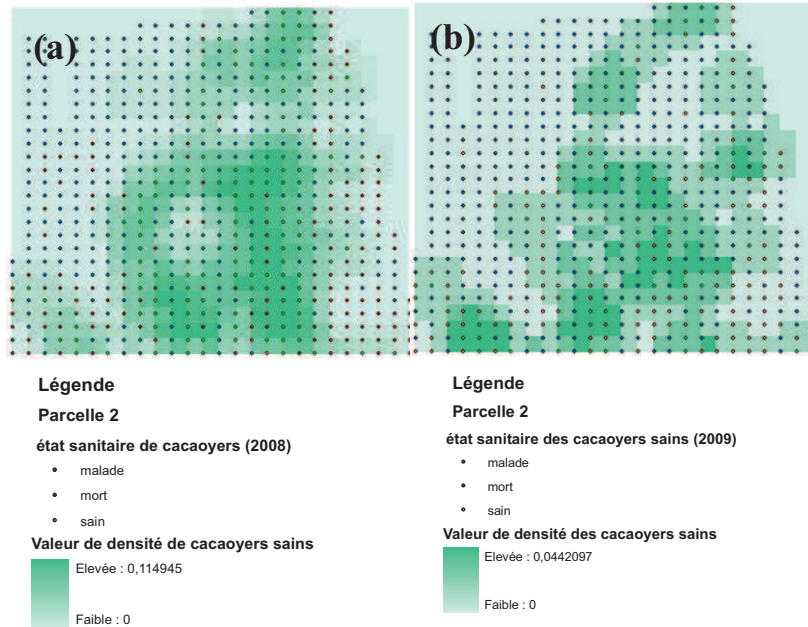 (a)
(b)
Légende
Parcelle 2
état sanitaire de cacaoyers (2008)
malade
mort
sain
Valeur de densité de cacaoyers sains
Elevée : 0,114945
Faible : 0
Légende
Parcelle 2
état sanitaire des cacaoyers sains (2009)
malade
mort
sain
Valeur de densité des cacaoyers sains
Elevée : 0,0442097
Faible : 0